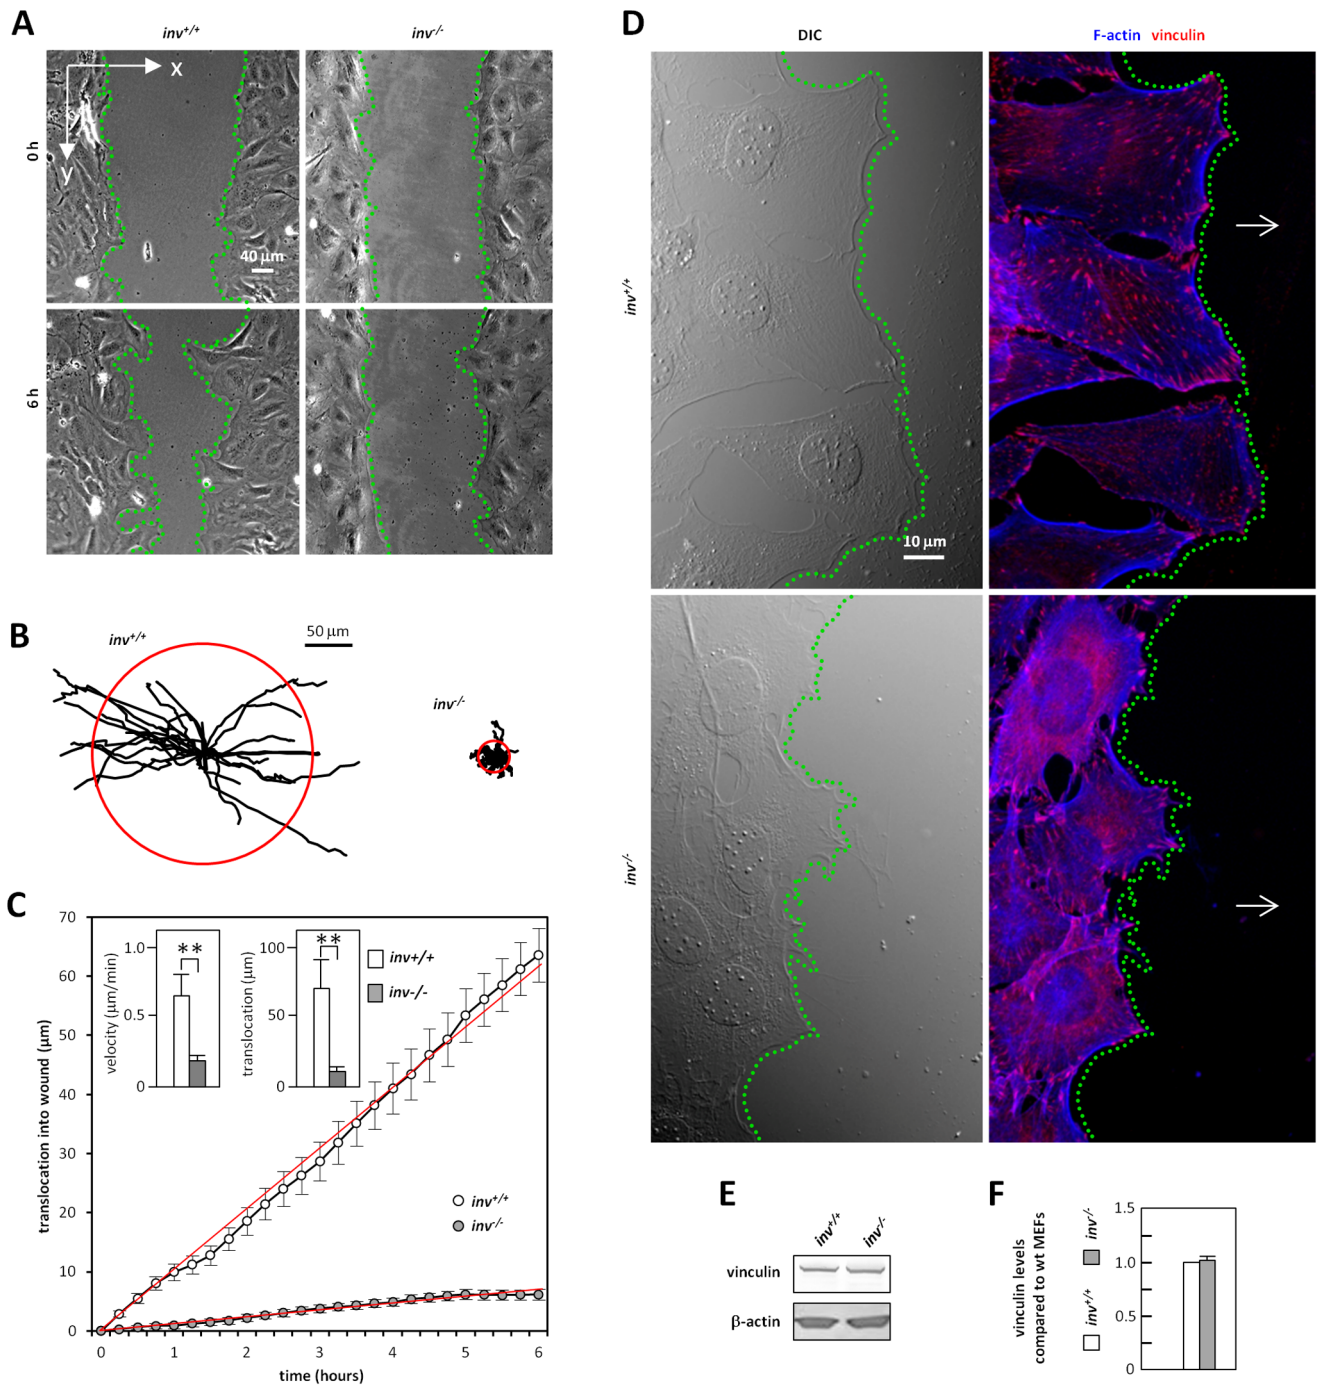 A
inv+/+
inv-/-
0 h
X
y
40 μm
6 h
B
inv+/+
50 μm
inv-/-
C
translocation into wound (μm)
70
60
50
40
30
20
10
0
0
1
2
3
4
5
6
time (hours)
velocity (μm/min)
1.0
0.5
0
**
translocation (μm)
100
50
0
**
inv+/+
inv-/-
inv+/+
inv-/-
D
DIC
F-actin vinculin
inv+/+
10 μm
inv-/-
E
inv+/+
inv-/-
vinculin
β-actin
F
vinculin levels
compared to wt MEFs
inv+/+
inv-/-
1.5
1.0
0.5
0